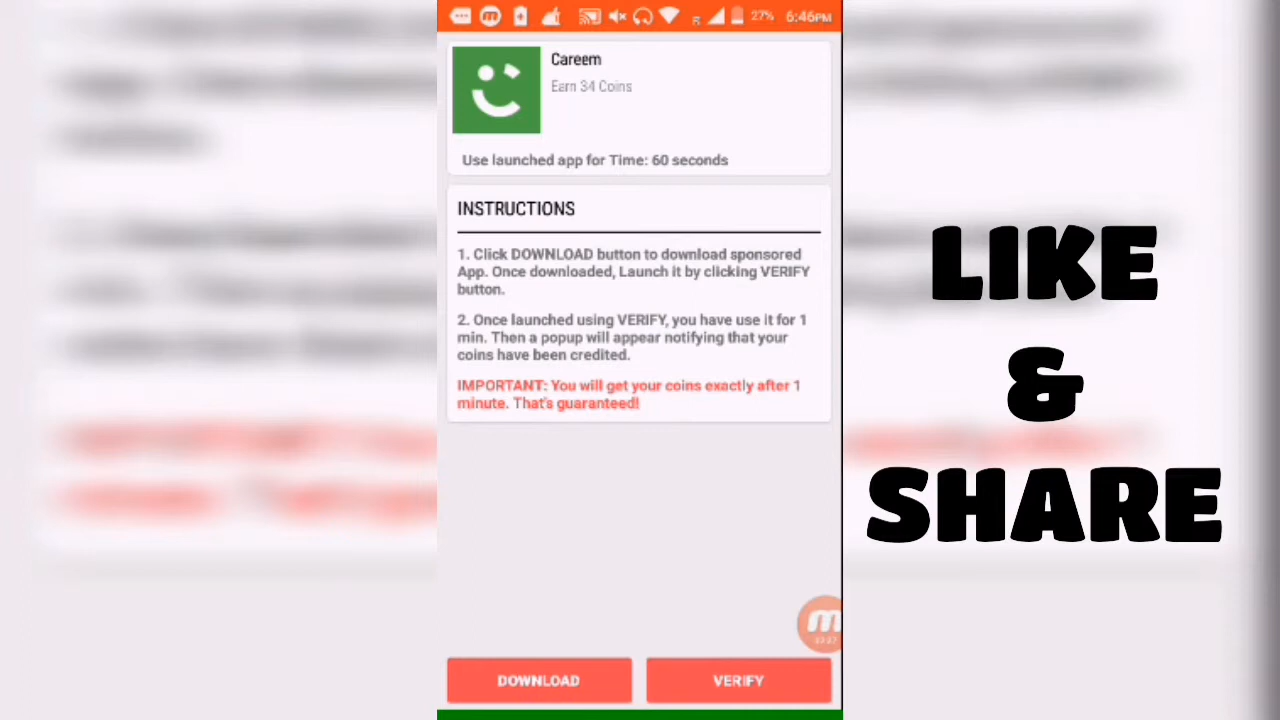 27% 6:46PM
Careem
Earn 34 Coins
Use launched app for Time: 60 seconds
INSTRUCTIONS
1. Click DOWNLOAD button to download sponsored
App. Once downloaded, Launch it by clicking VERIFY
button.
2. Once launched using VERIFY, you have use it for 1
min. Then a popup will appear notifying that your
coins have been credited.
IMPORTANT: You will get your coins exactly after 1
minute. That's guaranteed!
DOWNLOAD
VERIFY
LIKE
&
SHARE